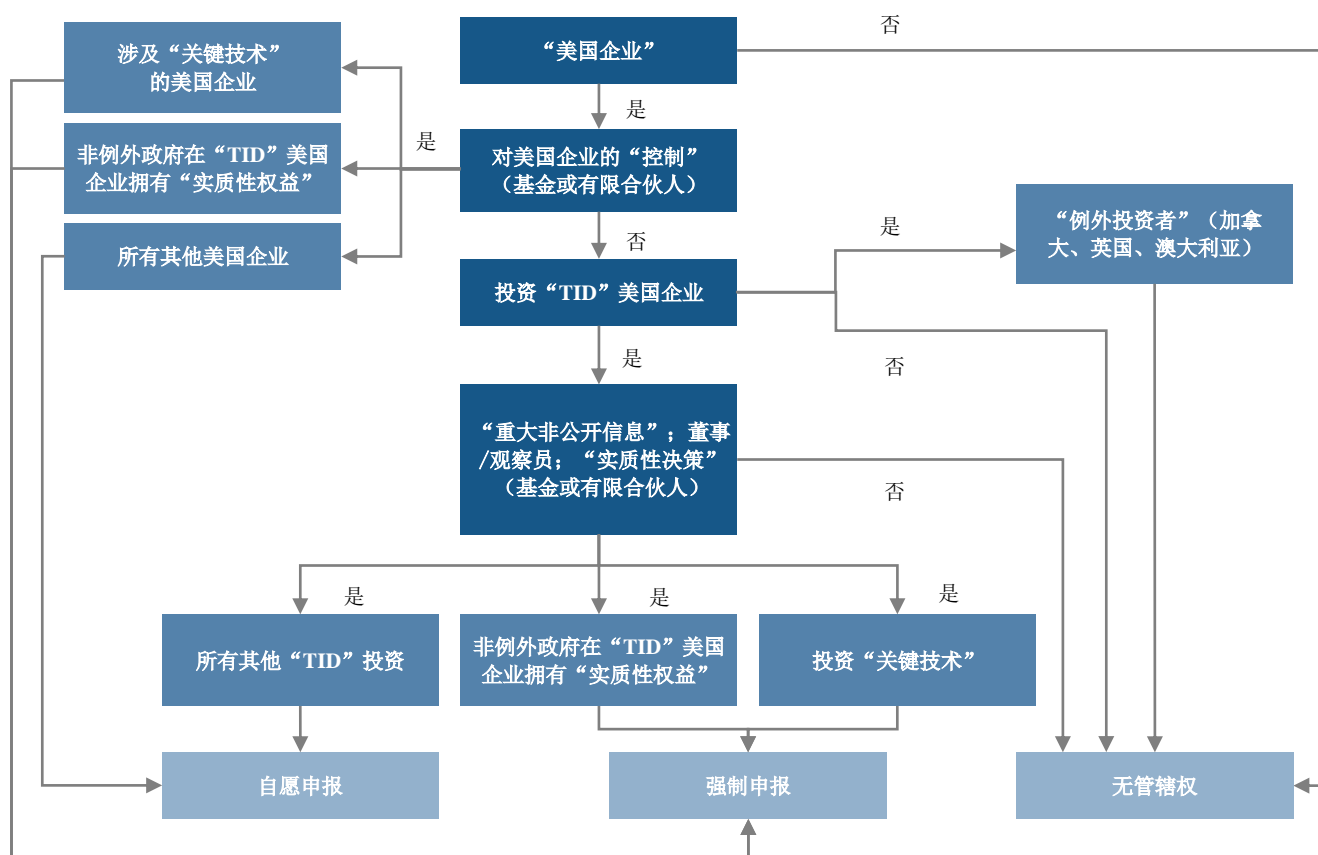 否
涉及“关键技术”
的美国企业
“美国企业”
是
非例外政府在“TID”美国
企业拥有“实质性权益”
是
对美国企业的“控制”
（基金或有限合伙人）
“例外投资者”（加拿
大、英国、澳大利亚）
是
所有其他美国企业
否
投资“TID”美国企业
是
否
“重大非公开信息”；董事
/观察员；“实质性决策”
（基金或有限合伙人）
否
是
是
是
所有其他“TID”投资
非例外政府在“TID”美国
企业拥有“实质性权益”
投资“关键技术”
自愿申报
强制申报
无管辖权